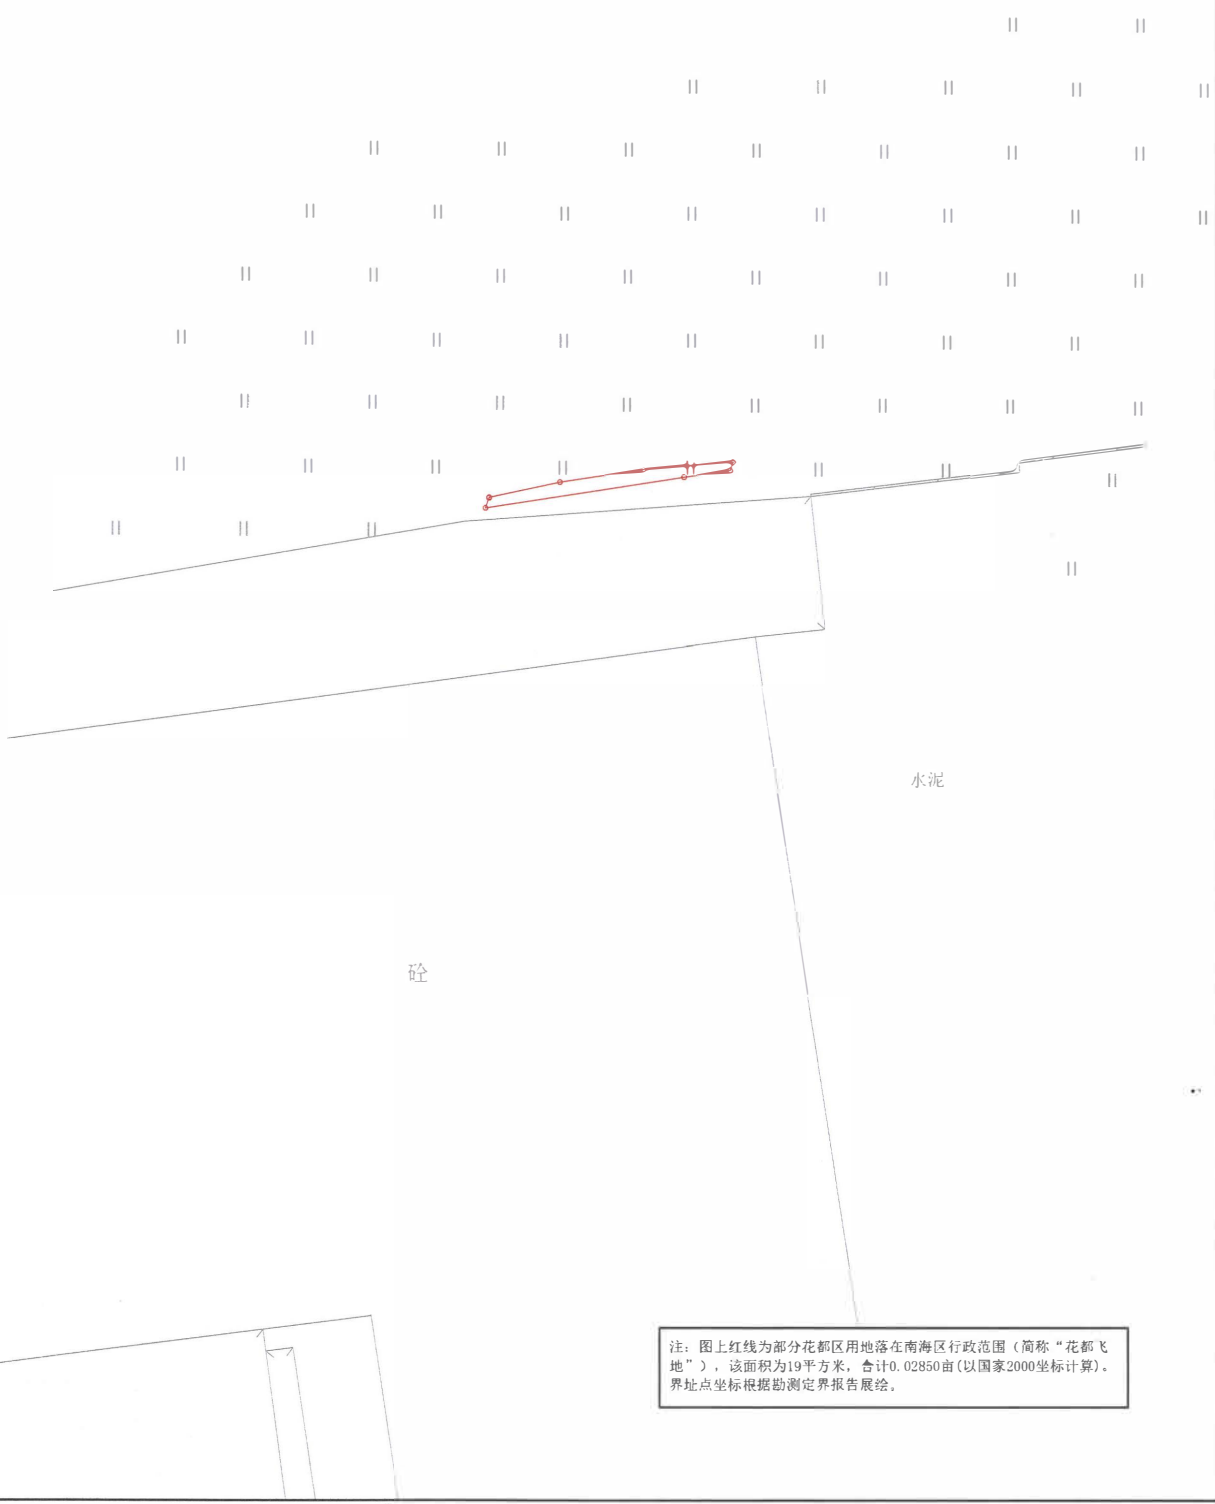 水泥
砼
注：图上红线为部分花都区用地落在南海区行政范围（简称“花都飞
地”），该面积为19平方米，合计0.02850亩(以国家2000坐标计算)。
界址点坐标根据勘测定界报告展绘。